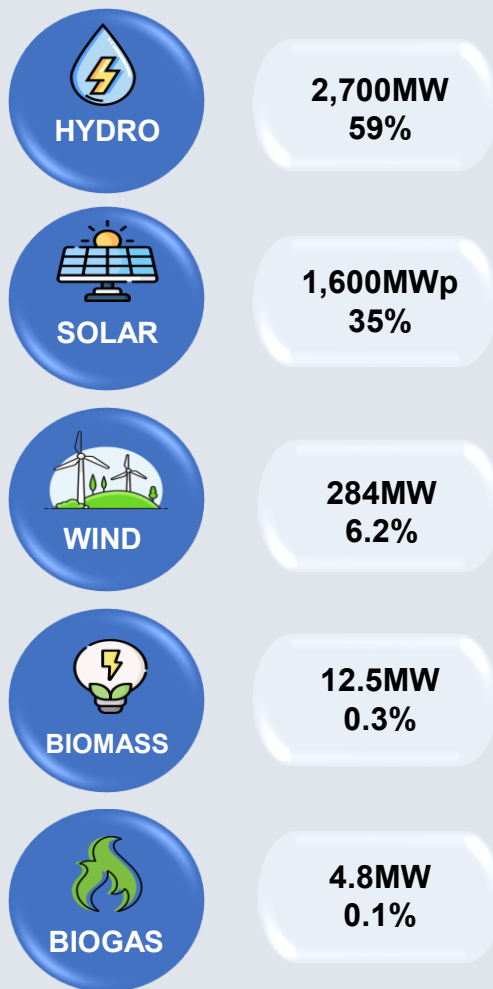 HYDRO
2,700MW
59%
SOLAR
1,600MWp
35%
WIND
284MW
6.2%
BIOMASS
12.5MW
0.3%
BIOGAS
4.8MW
0.1%